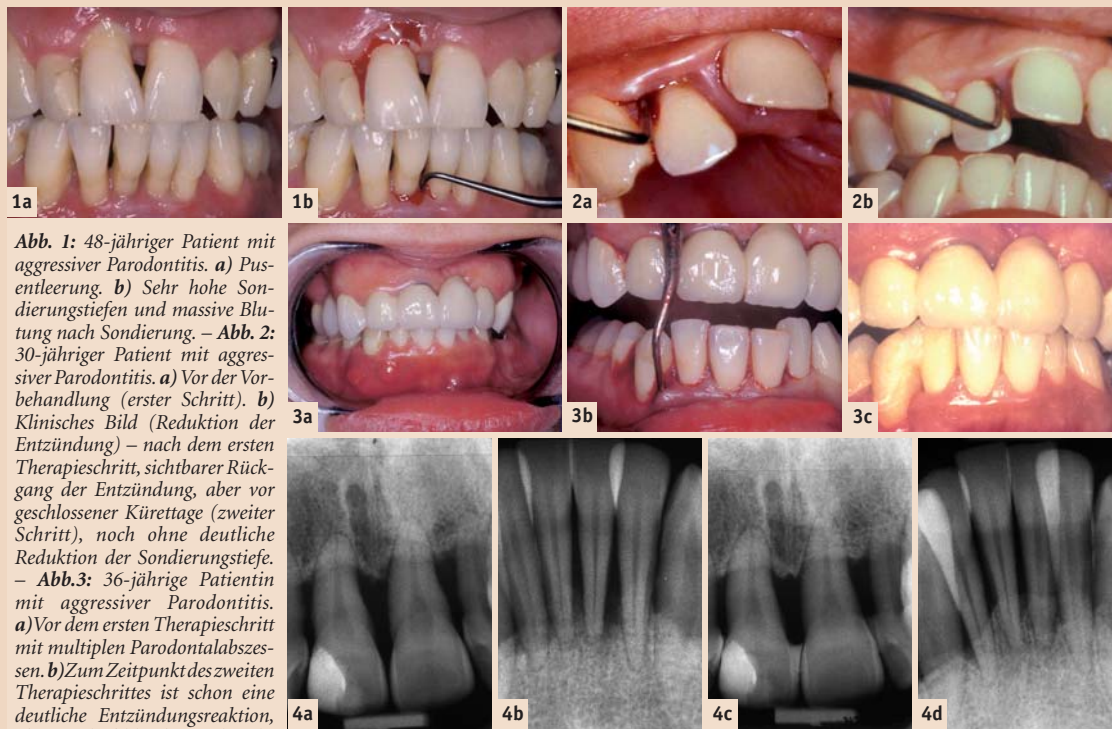 1a
1b
2a
2b
Abb. 1: 48-jähriger Patient mit
aggressiver Parodontitis. a) Pus-
entleerung. b) Sehr hohe Son-
dierungstiefen und massive Blu-
tung nach Sondierung. – Abb. 2:
30-jähriger Patient mit aggres-
siver Parodontitis. a) Vor der Vor-
behandlung (erster Schritt). b)
Klinisches Bild (Reduktion der
Entzündung) – nach dem ersten
Therapieschritt, sichtbarer Rück-
gang der Entzündung, aber vor
geschlossener Kürettage (zweiter
Schritt), noch ohne deutliche
Reduktion der Sondierungstiefe.
– Abb.3: 36-jährige Patientin
mit aggressiver Parodontitis.
a)Vor dem ersten Therapieschritt
mit multiplen Parodontalabszes-
sen. b)Zum Zeitpunkt des zweiten
Therapieschrittes ist schon eine
deutliche Entzündungsreaktion,
3a
3b
3c
4a
4b
4c
4d